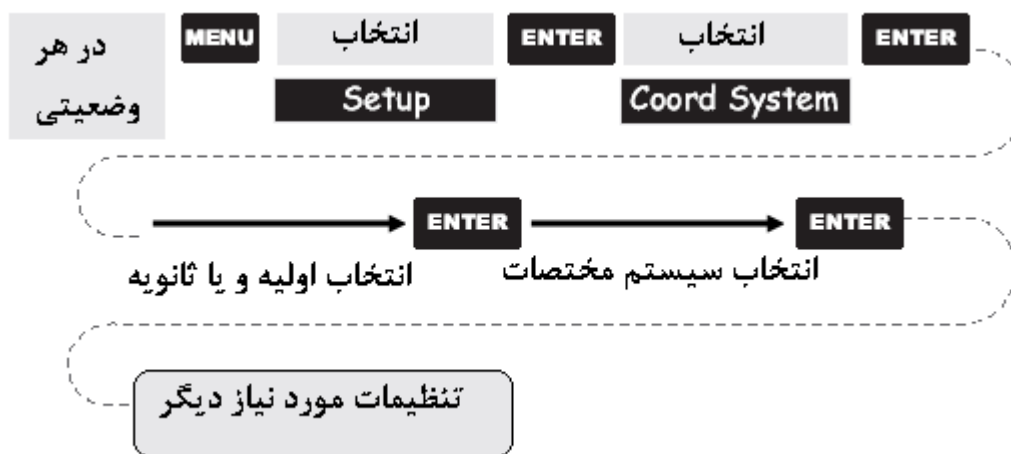 در هر
وضعیتی
MENU
انتخاب
Setup
ENTER
انتخاب
Coord System
ENTER
ENTER
انتخاب اولیه و یا ثانویه
ENTER
انتخاب سیستم مختصات
تنظیمات مورد نیاز دیگر